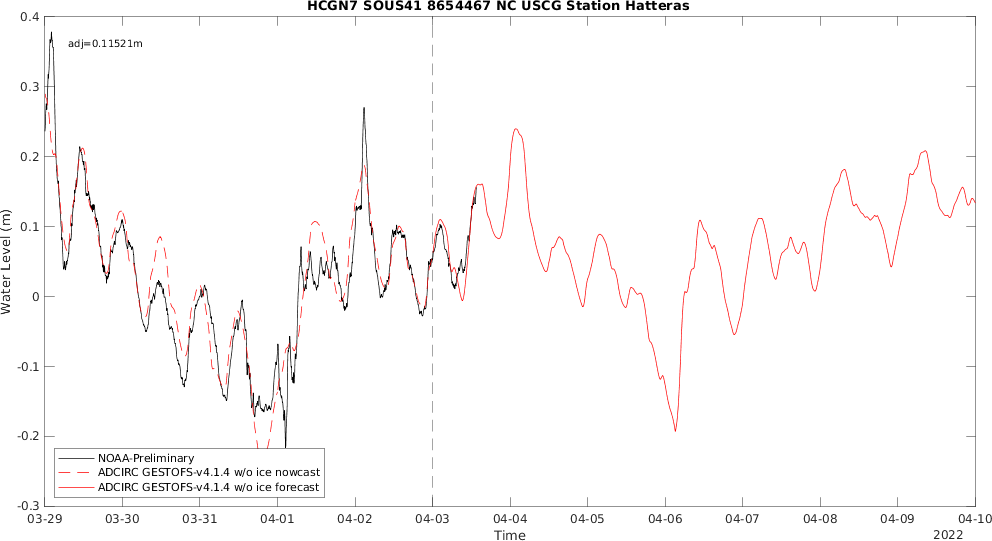 HCGN7 SOUS41 8654467 NC USCG Station Hatteras
adj=0.11521m
0.4
0.3
0.2
0.1
0
-0.1
-0.2
-0.3
Water Level (m)
NOAA-Preliminary
ADCIRC GESTOFS-v4.1.4 w/o ice nowcast
ADCIRC GESTOFS-v4.1.4 w/o ice forecast
03-29 03-30 03-31 04-01 04-02 04-03 04-04 04-05 04-06 04-07 04-08 04-09 04-10
Time
2022